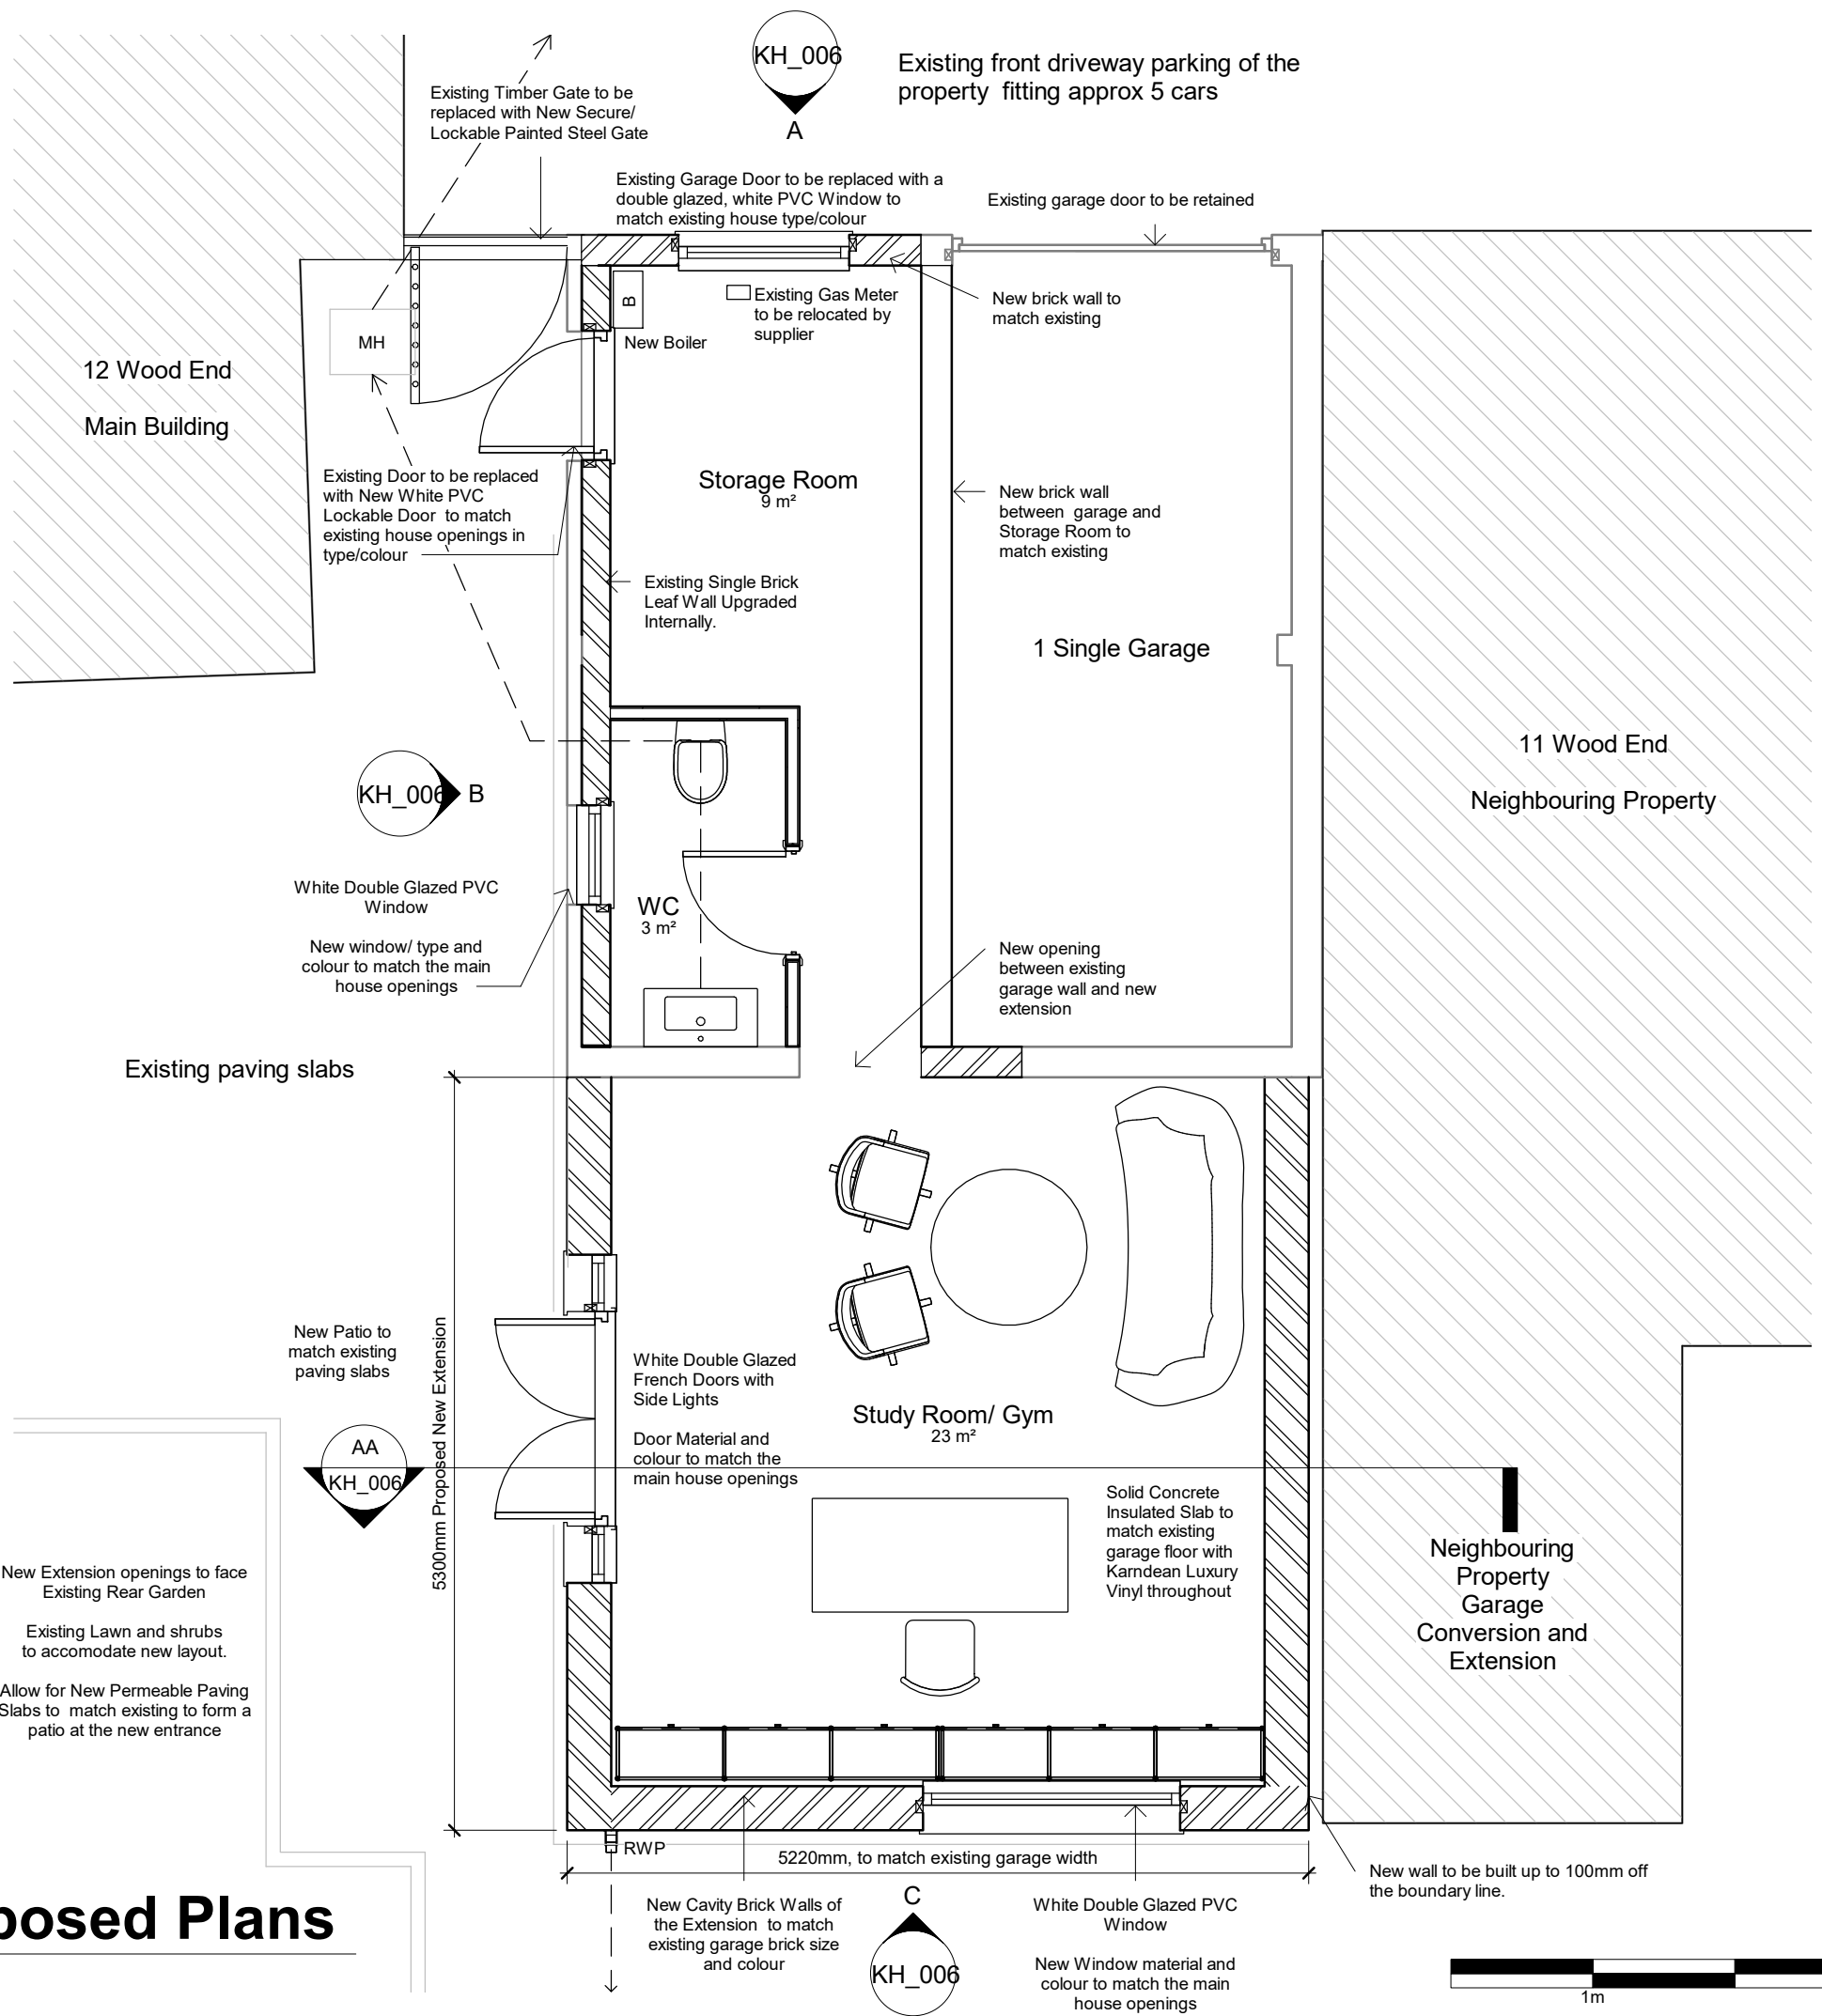 KH_006
A
Existing front driveway parking of the
property fitting approx 5 cars
Existing Timber Gate to be
replaced with New Secure/
Lockable Painted Steel Gate
Existing Garage Door to be replaced with a
double glazed, white PVC Window to
match existing house type/colour
Existing garage door to be retained
B
New Boiler
Existing Gas Meter
to be relocated by
supplier
New brick wall to
match existing
MH
12 Wood End
Main Building
Existing Door to be replaced
with New White PVC
Lockable Door to match
existing house openings in
type/colour
Storage Room
9 m²
New brick wall
between garage and
Storage Room to
match existing
Existing Single Brick
Leaf Wall Upgraded
Internally.
1 Single Garage
11 Wood End
Neighbouring Property
KH_006
B
White Double Glazed PVC
Window
New window/ type and
colour to match the main
house openings
WC
3 m²
New opening
between existing
garage wall and new
extension
Existing paving slabs
New Patio to
match existing
paving slabs
5300mm Proposed New Extension
White Double Glazed
French Doors with
Side Lights
Door Material and
colour to match the
main house openings
Study Room/ Gym
23 m²
AA
KH_006
Solid Concrete
Insulated Slab to
match existing
garage floor with
Karndean Luxury
Vinyl throughout
Neighbouring
Property
Garage
Conversion and
Extension
New Extension openings to face
Existing Rear Garden
Existing Lawn and shrubs
to accomodate new layout.
Allow for New Permeable Paving
Slabs to match existing to form a
patio at the new entrance
RWP
5220mm, to match existing garage width
New wall to be built up to 100mm off
the boundary line.
New Cavity Brick Walls of
the Extension to match
existing garage brick size
and colour
C
KH_006
White Double Glazed PVC
Window
New Window material and
colour to match the main
house openings
posed Plans
1m